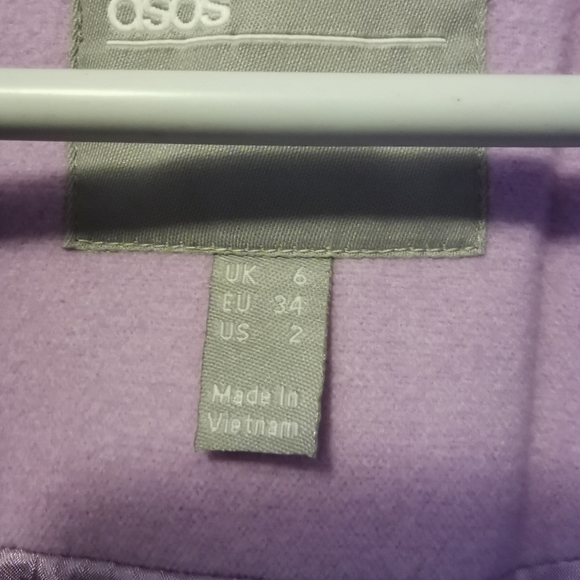 asos
UK 6
EU 34
US 2
Made in
Vietnam